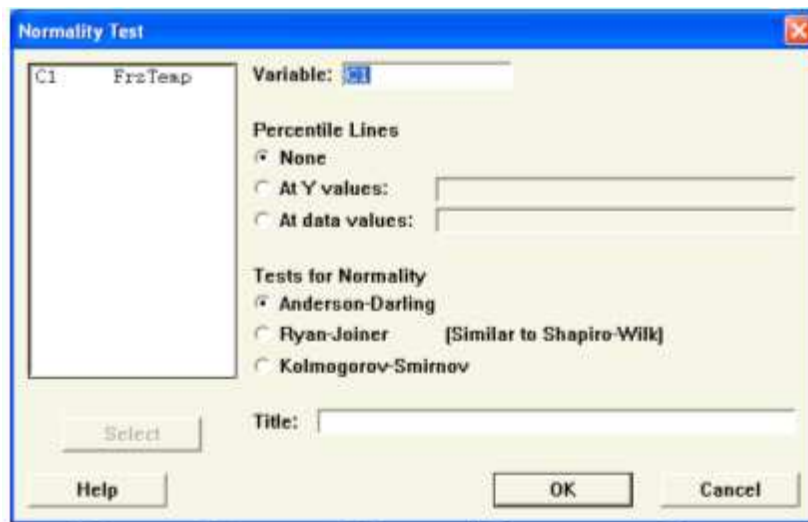 Normality Test
C1 FrzTemp
Variable: C1
Percentile Lines
None
At Y values:
At data values:
Tests for Normality
Anderson-Darling
Ryan-Joiner (Similar to Shapiro-Wilk)
Kolmogorov-Smirnov
Select
Title:
Help
OK
Cancel